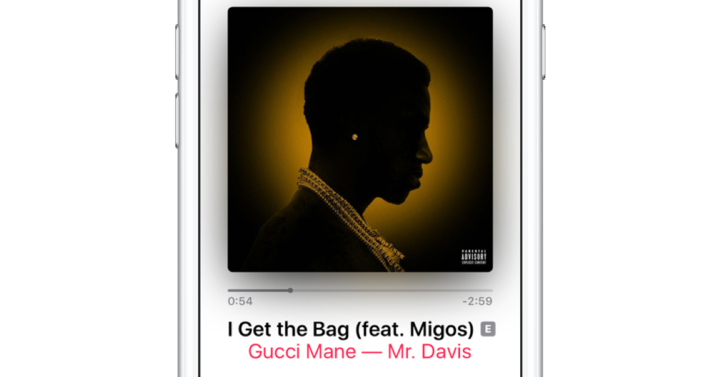 PARENTAL
ADVISORY
EXPLICIT CONTENT
0:54
-2:59
I Get the Bag (feat. Migos) E
Gucci Mane — Mr. Davis